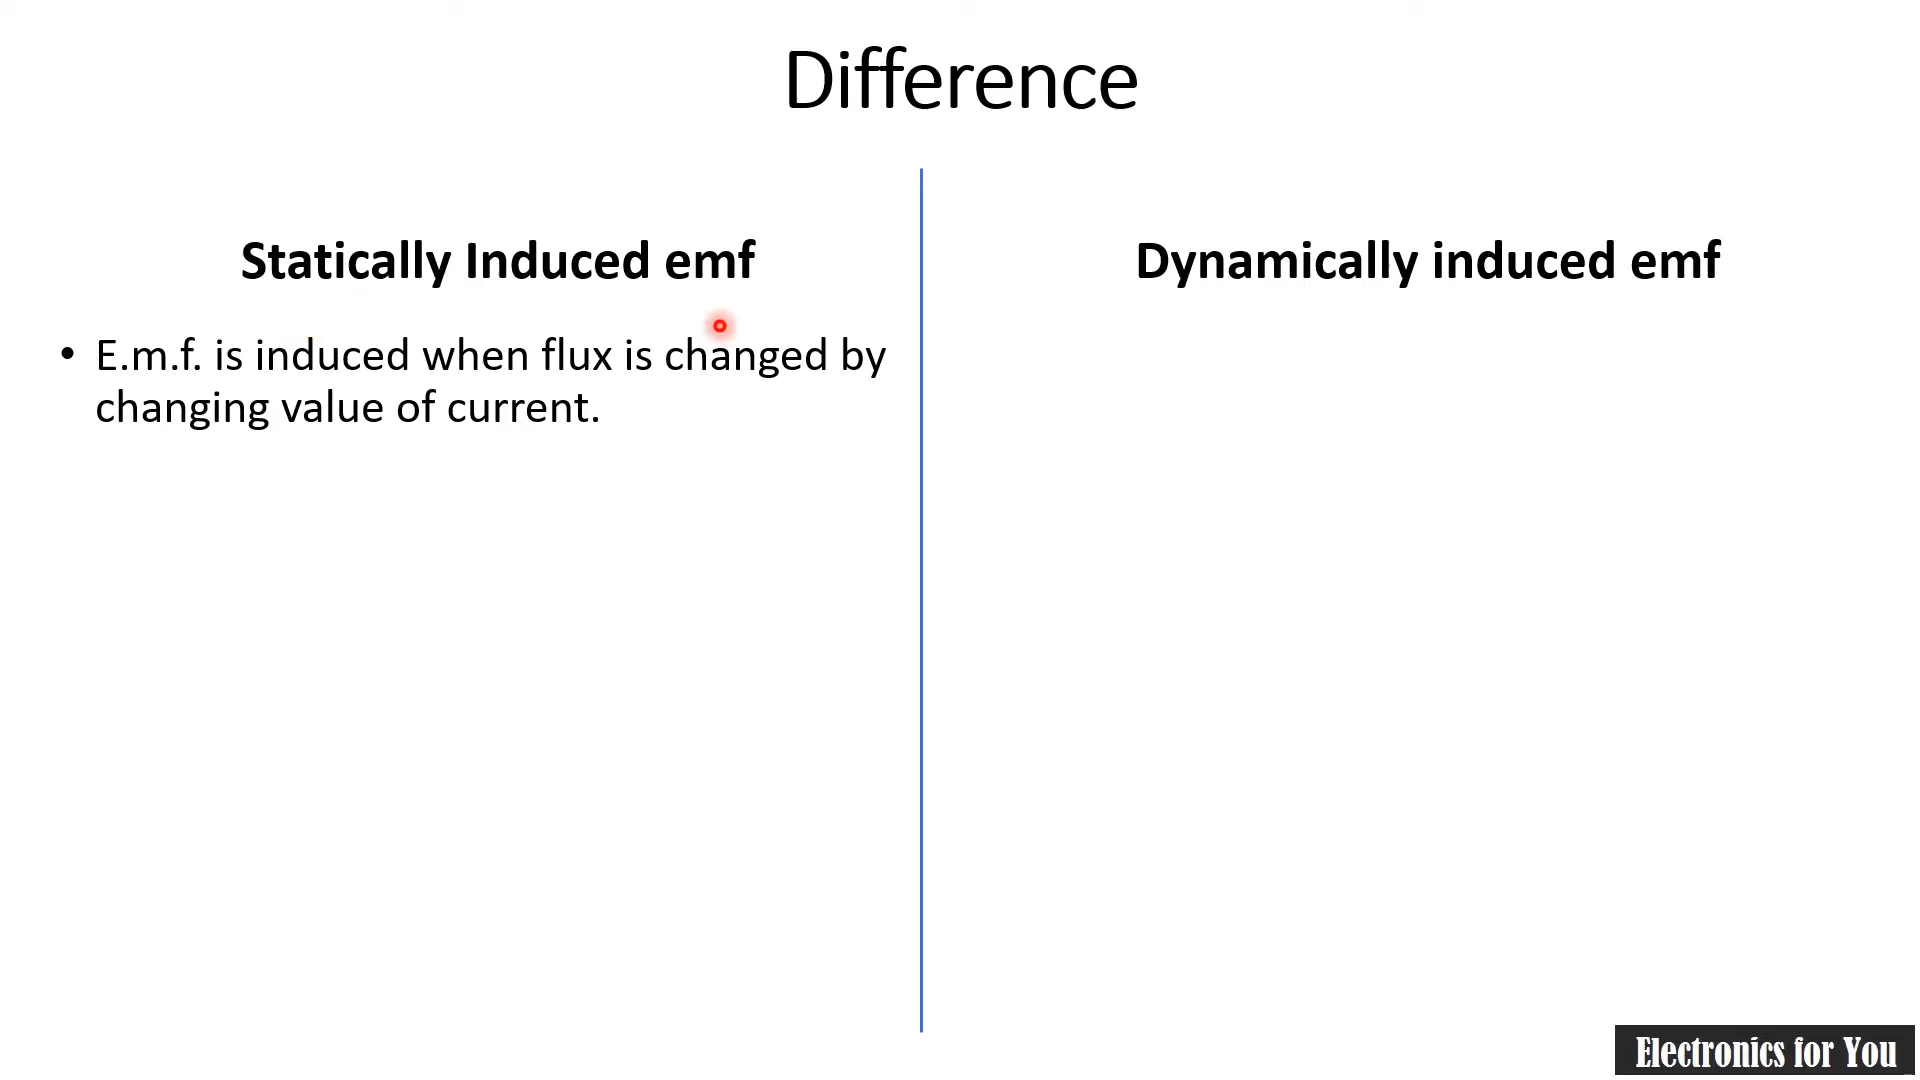 Difference
Statically Induced emf
• E.m.f. is induced when flux is changed by
changing value of current.
Dynamically induced emf
Electronics for You